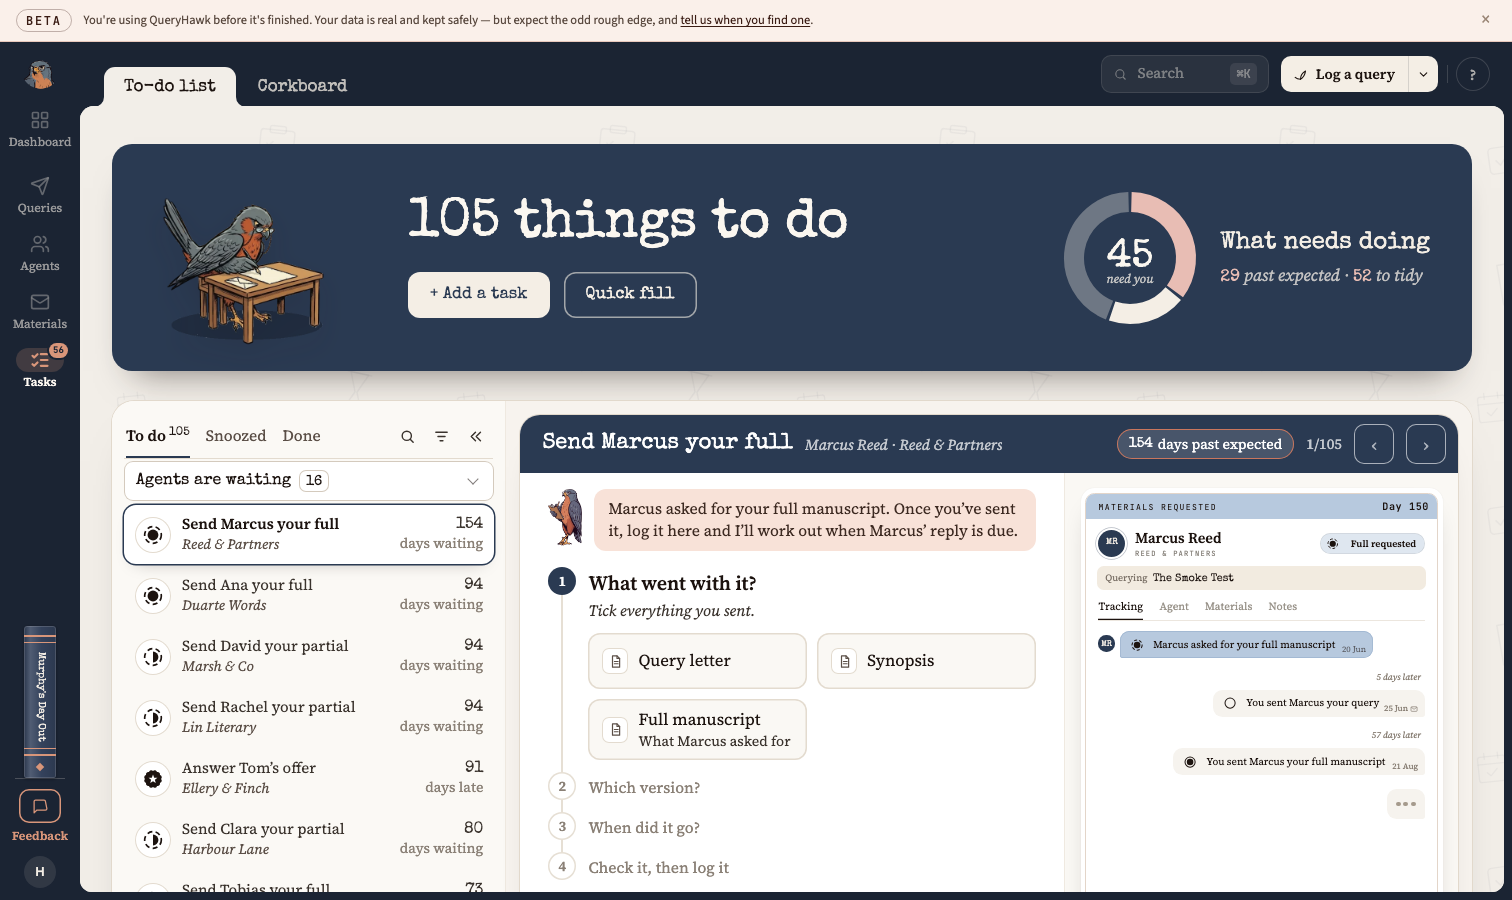 BETA You're using QueryHawk before it's finished. Your data is real and kept safely — but expect the odd rough edge, and tell us when you find one. ×
To-do list
Corkboard
Search ⌘K
Log a query
?
Dashboard
Queries
Agents
Materials
56
Tasks
Murphy's Day Out
Feedback
H
105 things to do
+ Add a task
Quick fill
45
need you
What needs doing
29 past expected · 52 to tidy
To do 105
Snoozed
Done
Agents are waiting 16
Send Marcus your full 154
Reed & Partners days waiting
Send Ana your full 94
Duarte Words days waiting
Send David your partial 94
Marsh & Co days waiting
Send Rachel your partial 94
Lin Literary days waiting
Answer Tom's offer 91
Ellery & Finch days late
Send Clara your partial 80
Harbour Lane days waiting
Send Tobias your full 73
Send Marcus your full Marcus Reed · Reed & Partners 154 days past expected 1/105 ‹ ›
Marcus asked for your full manuscript. Once you've sent
it, log it here and I'll work out when Marcus' reply is due.
1 What went with it?
Tick everything you sent.
Query letter
Synopsis
Full manuscript
What Marcus asked for
2 Which version?
3 When did it go?
4 Check it, then log it
MATERIALS REQUESTED Day 150
MR Marcus Reed
REED & PARTNERS
Full requested
Querying The Smoke Test
Tracking Agent Materials Notes
MR Marcus asked for your full manuscript 20 Jun
5 days later
You sent Marcus your query 25 Jun
57 days later
You sent Marcus your full manuscript 21 Aug